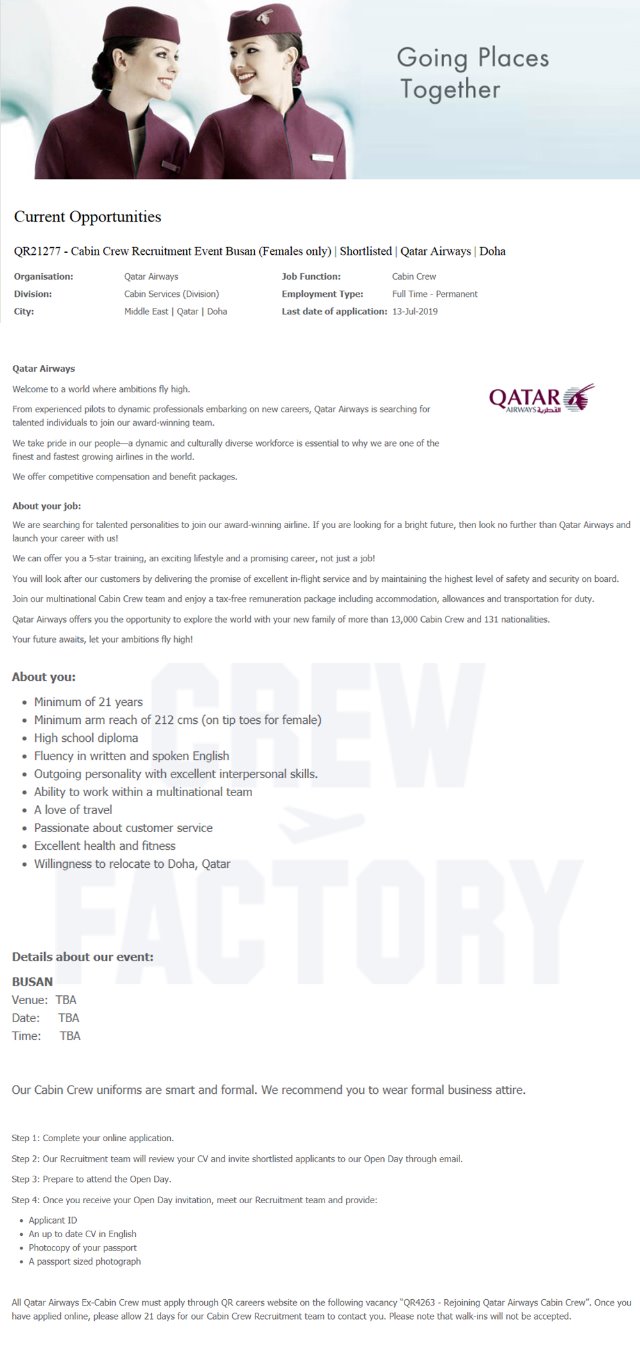 Going Places
Together
Current Opportunities
QR21277 - Cabin Crew Recruitment Event Busan (Females only) | Shortlisted | Qatar Airways | Doha
Organisation: Qatar Airways Job Function: Cabin Crew
Division: Cabin Services (Division) Employment Type: Full Time - Permanent
City: Middle East | Qatar | Doha Last date of application: 13-Jul-2019
Qatar Airways
Welcome to a world where ambitions fly high.
QATAR
AIRWAYS القطرية
From experienced pilots to dynamic professionals embarking on new careers, Qatar Airways is searching for
talented individuals to join our award-winning team.
We take pride in our people—a dynamic and culturally diverse workforce is essential to why we are one of the
finest and fastest growing airlines in the world.
We offer competitive compensation and benefit packages.
About your job:
We are searching for talented personalities to join our award-winning airline. If you are looking for a bright future, then look no further than Qatar Airways and
launch your career with us!
We can offer you a 5-star training, an exciting lifestyle and a promising career, not just a job!
You will look after our customers by delivering the promise of excellent in-flight service and by maintaining the highest level of safety and security on board.
Join our multinational Cabin Crew team and enjoy a tax-free remuneration package including accommodation, allowances and transportation for duty.
Qatar Airways offers you the opportunity to explore the world with your new family of more than 13,000 Cabin Crew and 131 nationalities.
Your future awaits, let your ambitions fly high!
About you:
• Minimum of 21 years
• Minimum arm reach of 212 cms (on tip toes for female)
• High school diploma
• Fluency in written and spoken English
• Outgoing personality with excellent interpersonal skills.
• Ability to work within a multinational team
• A love of travel
• Passionate about customer service
• Excellent health and fitness
• Willingness to relocate to Doha, Qatar
CREW
FACTORY
Details about our event:
BUSAN
Venue: TBA
Date: TBA
Time: TBA
Our Cabin Crew uniforms are smart and formal. We recommend you to wear formal business attire.
Step 1: Complete your online application.
Step 2: Our Recruitment team will review your CV and invite shortlisted applicants to our Open Day through email.
Step 3: Prepare to attend the Open Day.
Step 4: Once you receive your Open Day invitation, meet our Recruitment team and provide:
• Applicant ID
• An up to date CV in English
• Photocopy of your passport
• A passport sized photograph
All Qatar Airways Ex-Cabin Crew must apply through QR careers website on the following vacancy “QR4263 - Rejoining Qatar Airways Cabin Crew”. Once you
have applied online, please allow 21 days for our Cabin Crew Recruitment team to contact you. Please note that walk-ins will not be accepted.